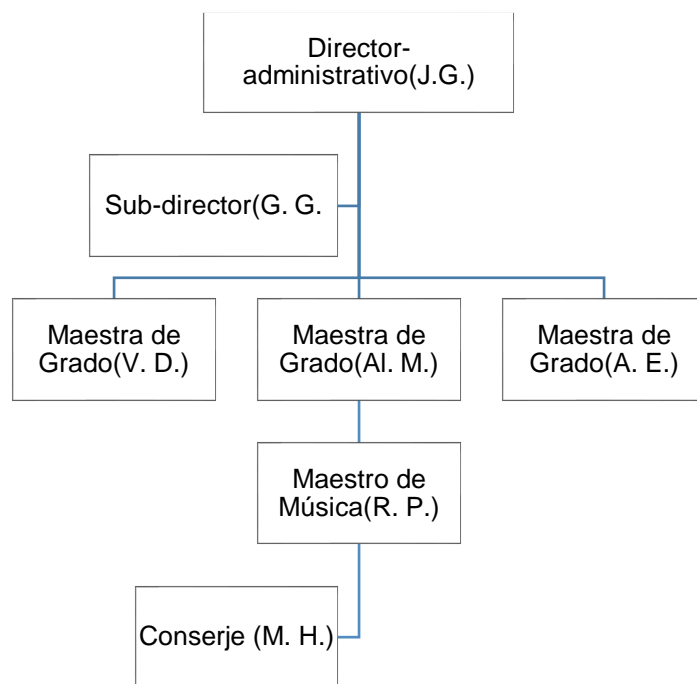 Director-
administrativo(J.G.)
Sub-director(G. G.
Maestra de
Grado(V. D.)
Maestra de
Grado(Al. M.)
Maestra de
Grado(A. E.)
Maestro de
Música(R. P.)
Conserje (M. H.)